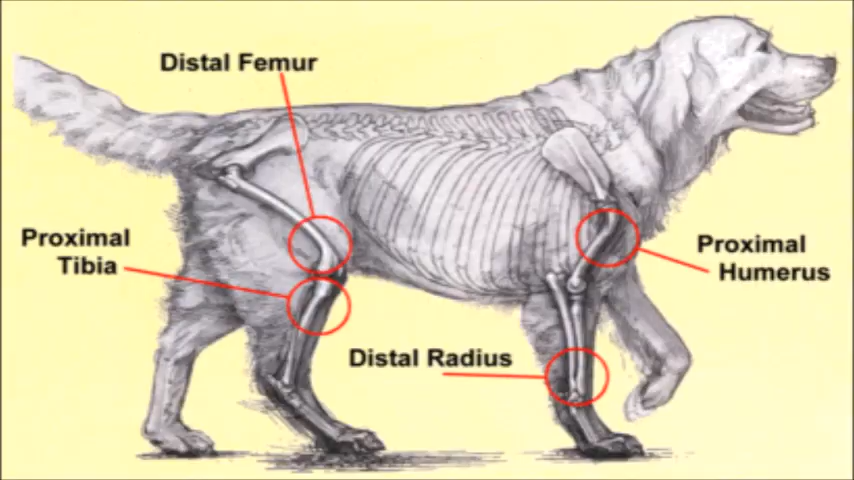 Distal Femur
Proximal
Tibia
Proximal
Humerus
Distal Radius